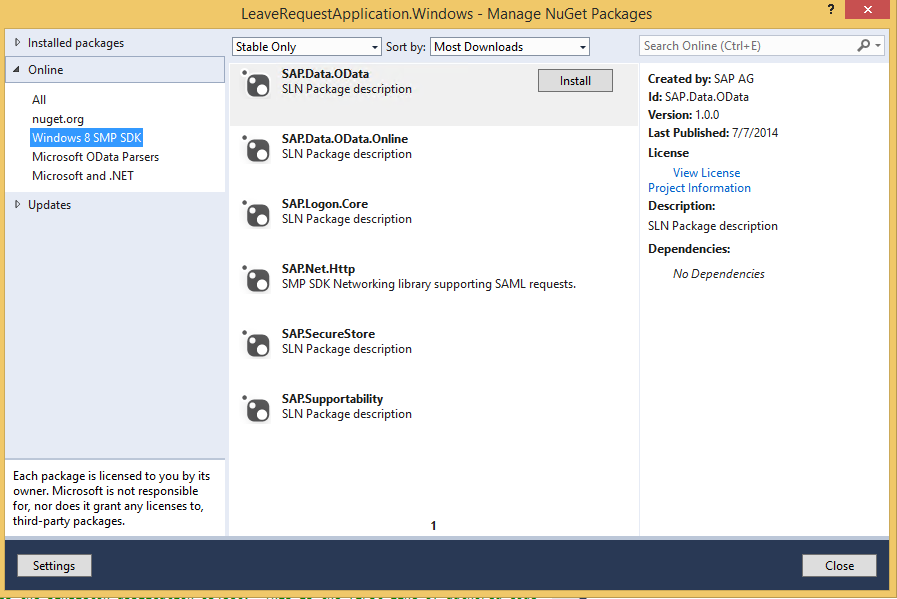 LeaveRequestApplication.Windows - Manage NuGet Packages
?
Installed packages
Online
All
nuget.org
Windows 8 SMP SDK
Microsoft OData Parsers
Microsoft and .NET
Updates
Each package is licensed to you by its
owner. Microsoft is not responsible
for, nor does it grant any licenses to,
third-party packages.
Stable Only
Sort by:
Most Downloads
SAP.Data.OData
SLN Package description
Install
SAP.Data.OData.Online
SLN Package description
SAP.Logon.Core
SLN Package description
SAP.Net.Http
SMP SDK Networking library supporting SAML requests.
SAP.SecureStore
SLN Package description
SAP.Supportability
SLN Package description
1
Search Online (Ctrl+E)
Created by: SAP AG
Id: SAP.Data.OData
Version: 1.0.0
Last Published: 7/7/2014
License
View License
Project Information
Description:
SLN Package description
Dependencies:
No Dependencies
Settings
Close